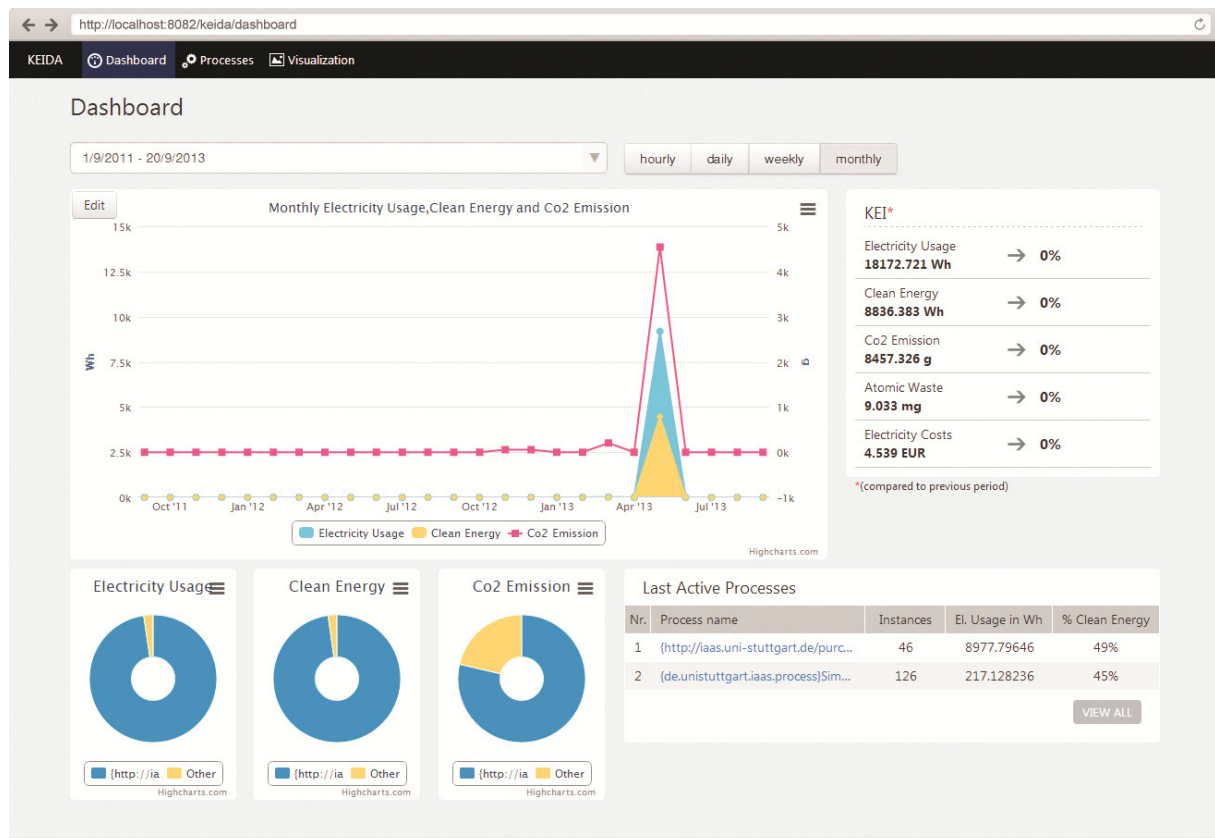 http://localhost:8082/keida/dashboard
KEIDA Dashboard Processes Visualization
Dashboard
1/9/2011 - 20/9/2013
hourly daily weekly monthly
Edit
Monthly Electricity Usage,Clean Energy and Co2 Emission
15k
12.5k
10k
7.5k
5k
2.5k
0k
Wh
5k
4k
3k
2k
1k
0k
-1k
g
Oct '11 Jan '12 Apr '12 Jul '12 Oct '12 Jan '13 Apr '13 Jul '13
Electricity Usage Clean Energy Co2 Emission
Highcharts.com
KEI*
Electricity Usage
18172.721 Wh 0%
Clean Energy
8836.383 Wh 0%
Co2 Emission
8457.326 g 0%
Atomic Waste
9.033 mg 0%
Electricity Costs
4.539 EUR 0%
*(compared to previous period)
Electricity Usage
{http://ia Other
Highcharts.com
Clean Energy
{http://ia Other
Highcharts.com
Co2 Emission
{http://ia Other
Highcharts.com
Last Active Processes
Nr. Process name Instances El. Usage in Wh % Clean Energy
1 {http://iaas.uni-stuttgart.de/purc... 46 8977.79646 49%
2 {de.unistuttgart.iaas.process}Sim... 126 217.128236 45%
VIEW ALL